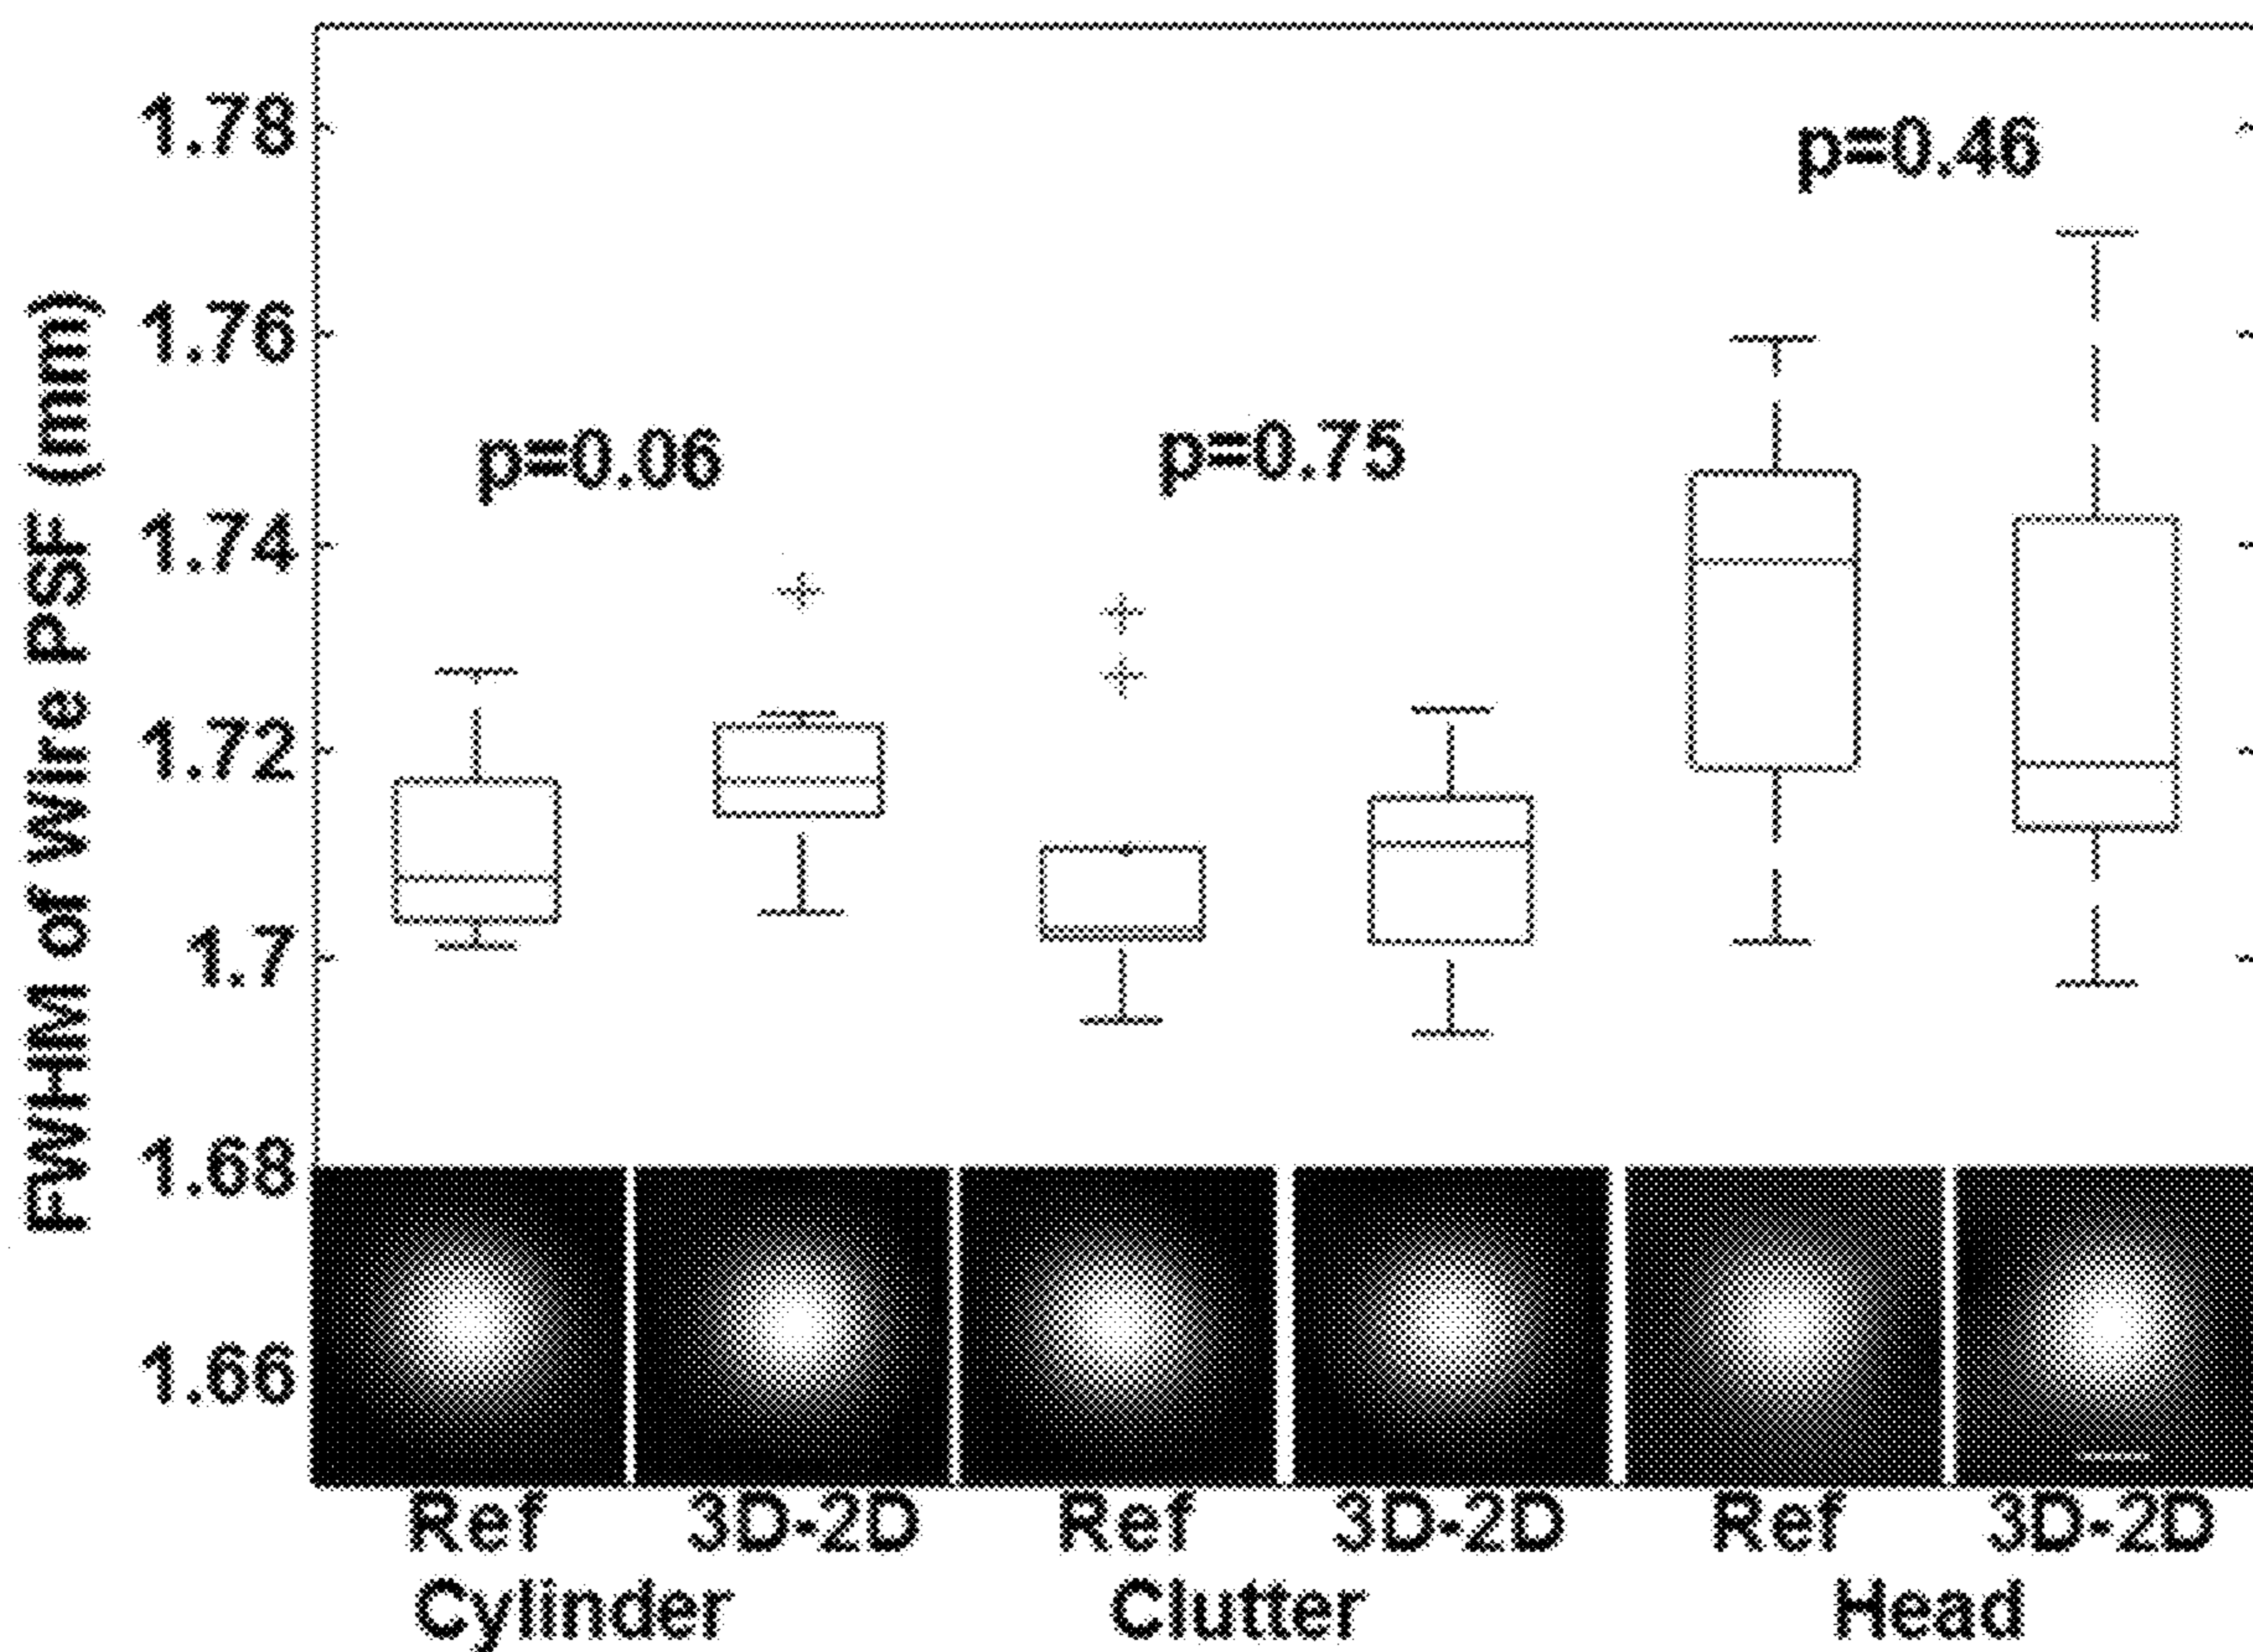 FWHM of Wire PSF (mm)
1.78
1.76
1.74
1.72
1.7
1.68
1.66
p=0.06
p=0.75
p=0.46
Ref 3D-2D Ref 3D-2D Ref 3D-2D
Cylinder Clutter Head